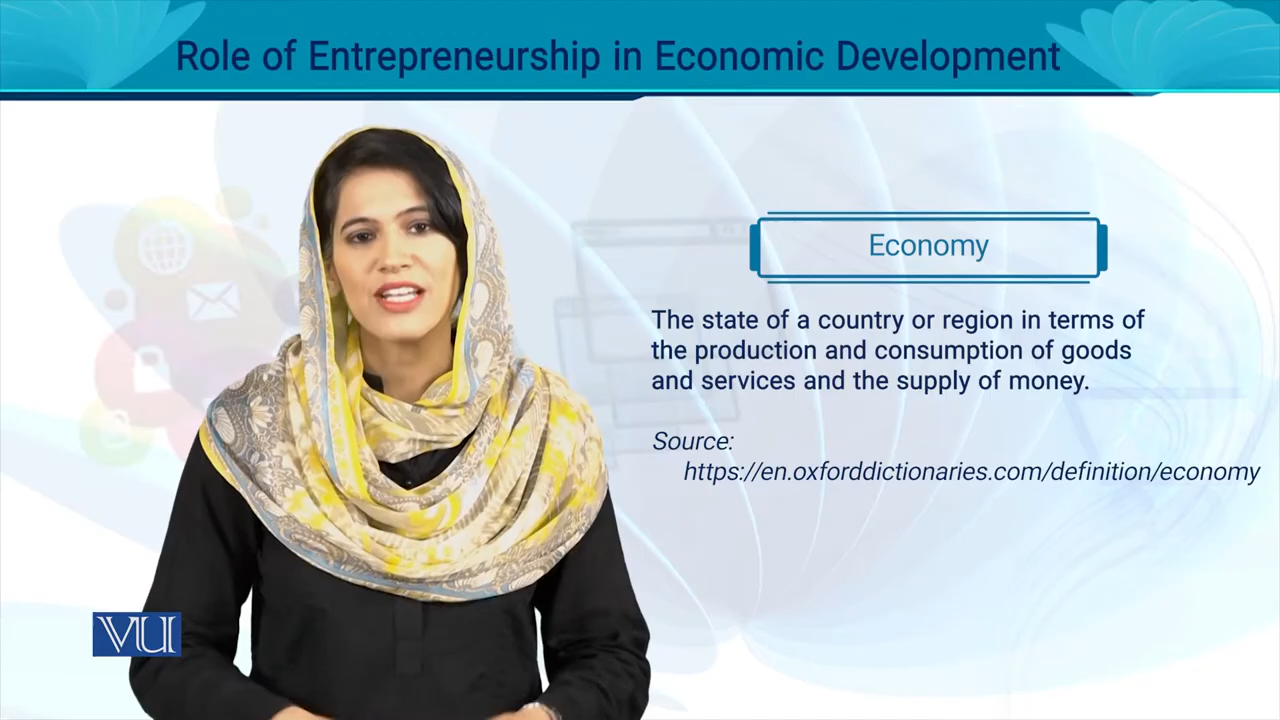 Role of Entrepreneurship in Economic Development
Economy
The state of a country or region in terms of
the production and consumption of goods
and services and the supply of money.
Source:
https://en.oxforddictionaries.com/definition/economy
VU